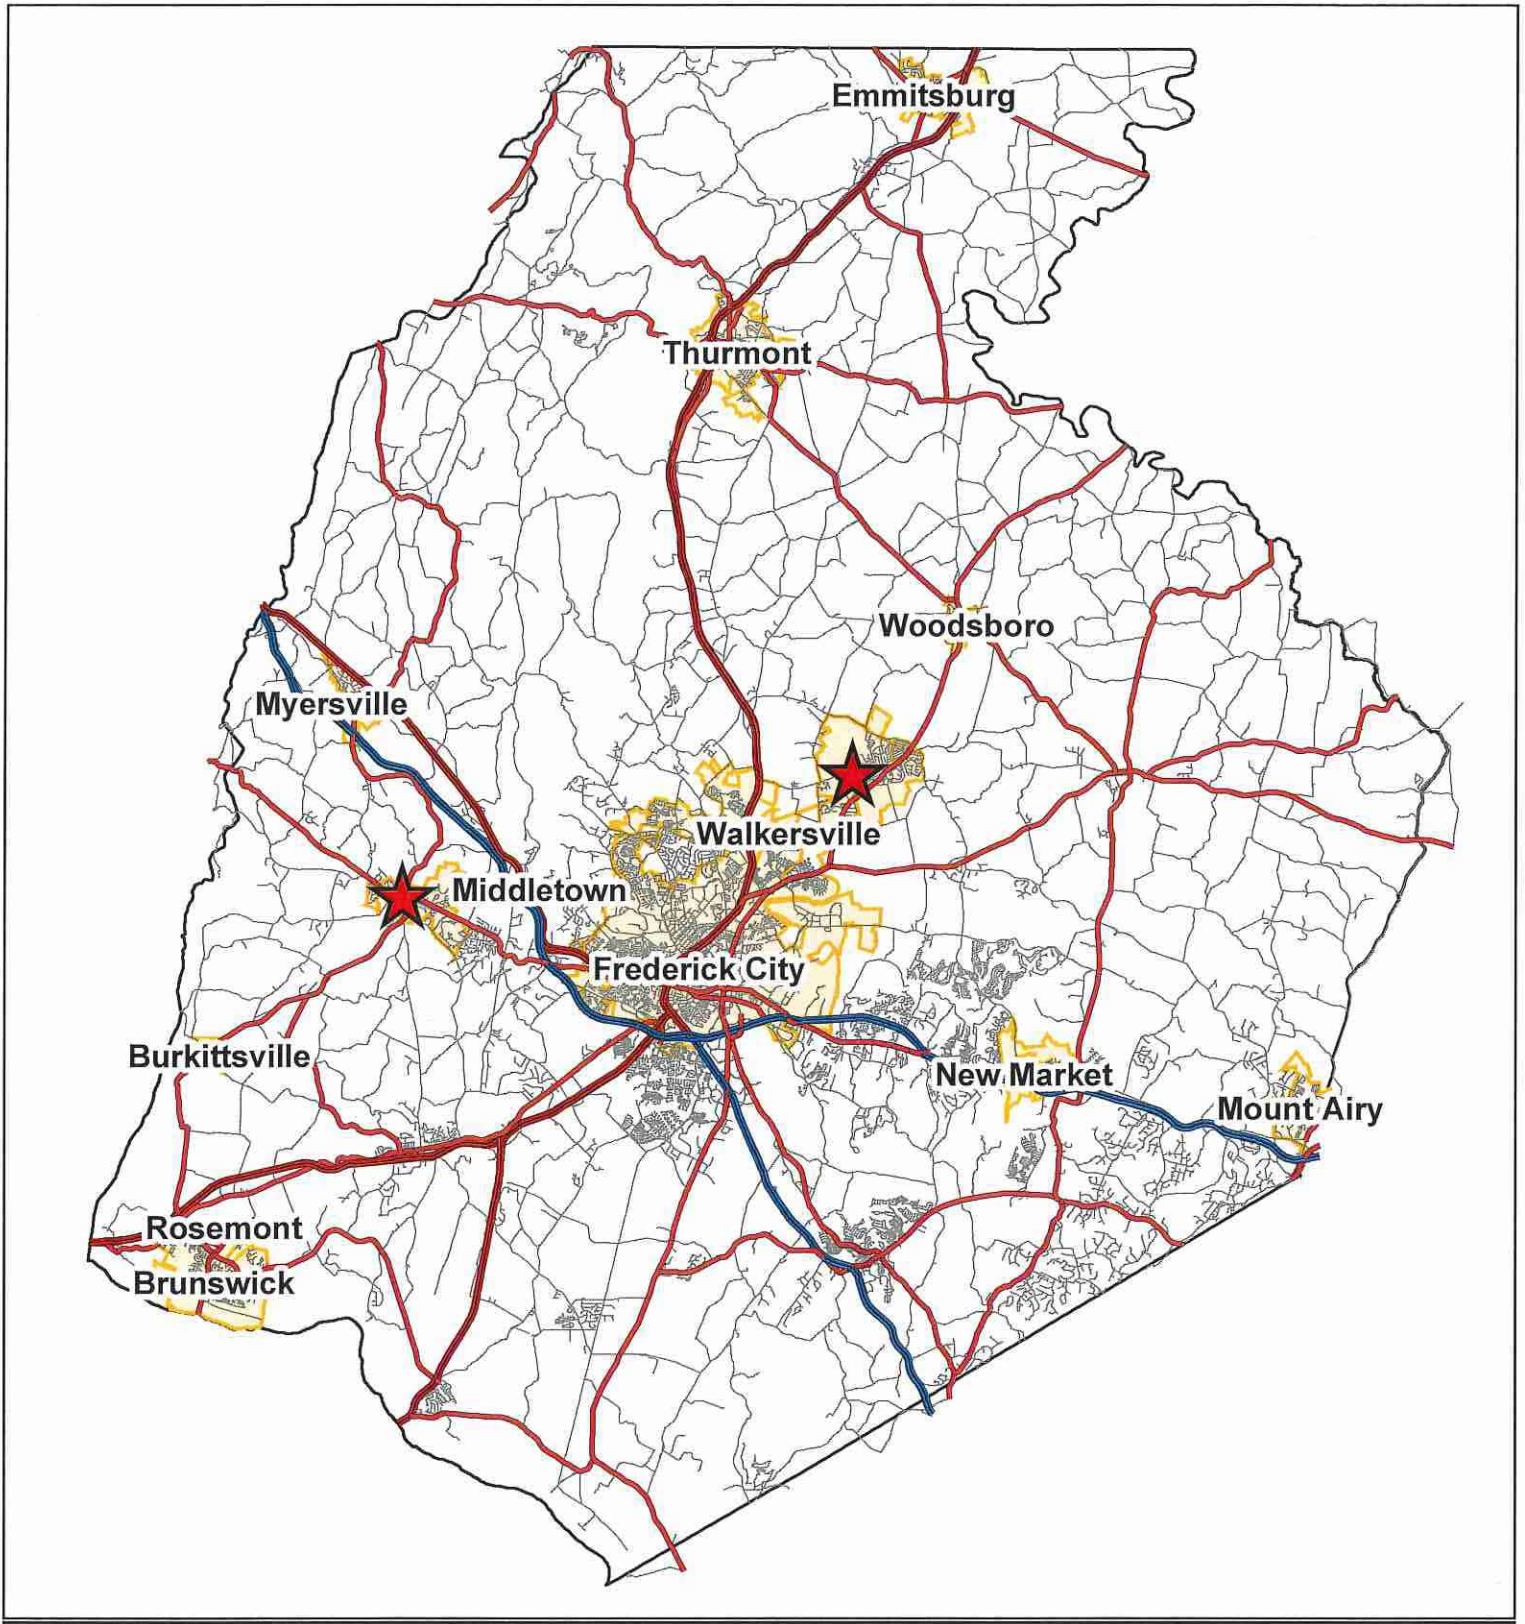 Emmitsburg
Thurmont
Woodsboro
Myersville
Walkersville
Middletown
Frederick City
Burkittsville
New Market
Mount Airy
Rosemont
Brunswick